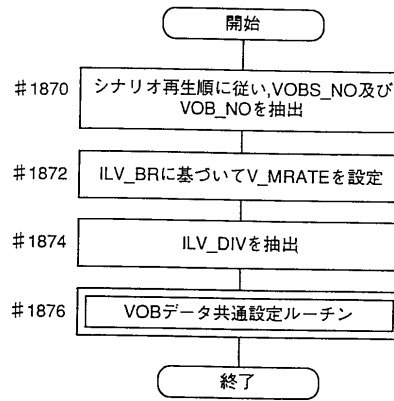 開始
#1870
シナリオ再生順に従い,VOBS_NO及び
VOB_NOを抽出
#1872
ILV_BRに基づいてV_MRATEを設定
#1874
ILV_DIVを抽出
#1876
VOBデータ共通設定ルーチン
終了